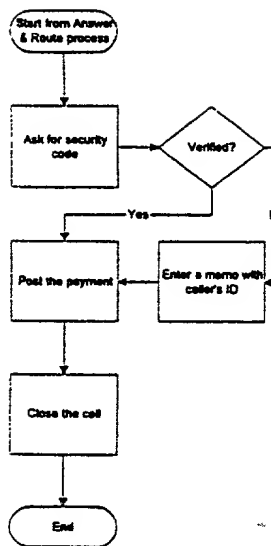 Start from Answer
& Route process
Ask for security
code
Verified?
Yes
Post the payment
Enter a memo with
caller's ID
Close the call
End